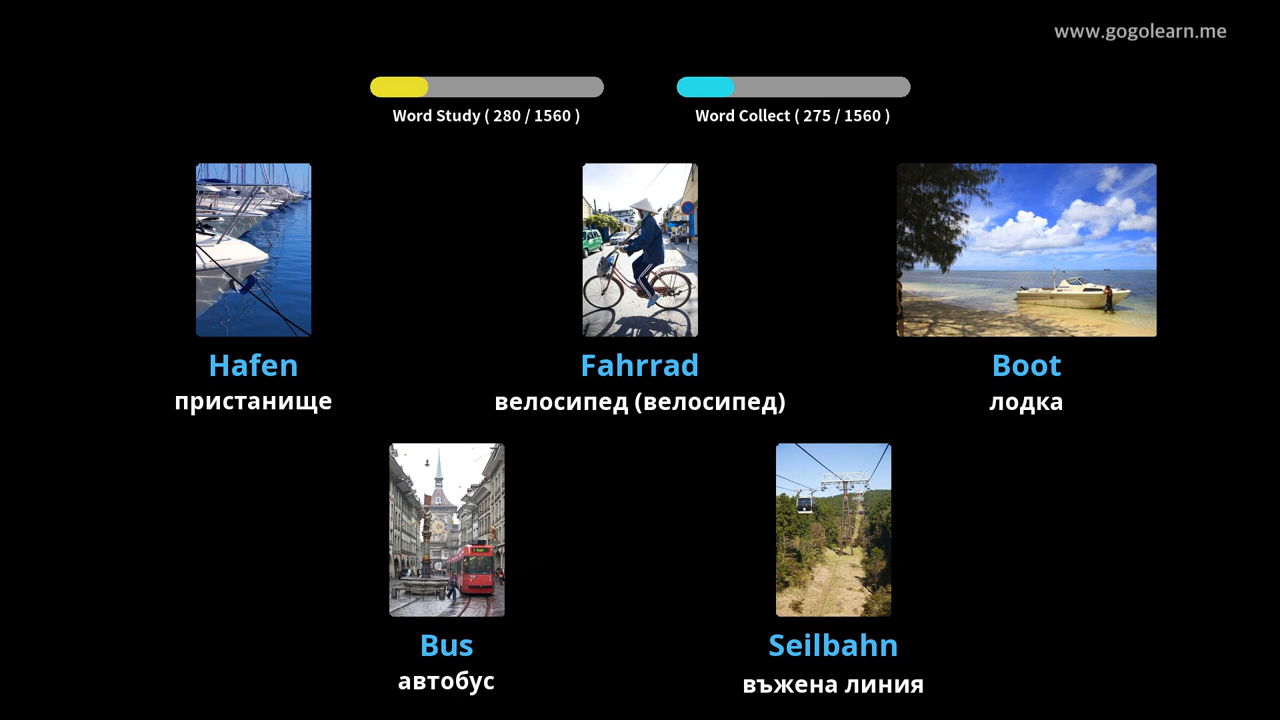 www.gogolearn.me
Word Study ( 280 / 1560 )
Word Collect ( 275 / 1560 )
Hafen
пристанище
Fahrrad
велосипед (велосипед)
Boot
лодка
Bus
автобус
Seilbahn
въжена линия